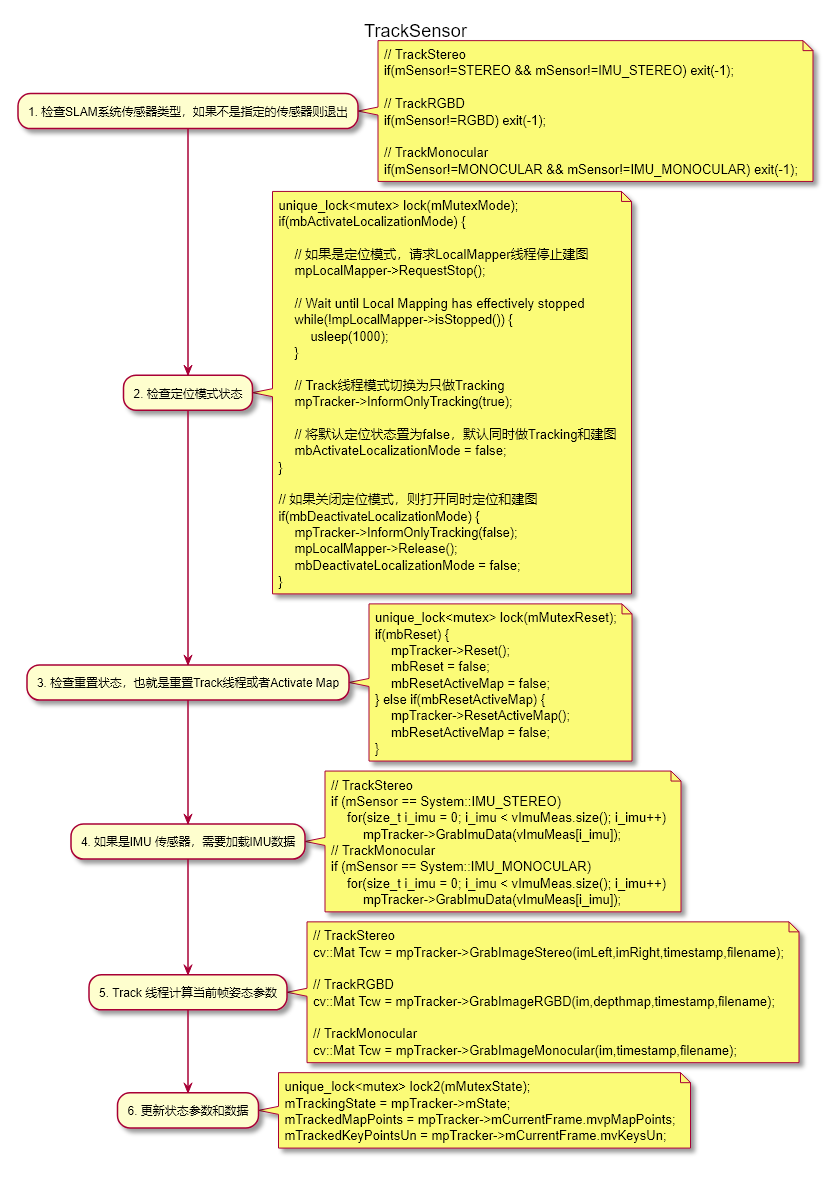 TrackSensor
// TrackStereo
if(mSensor!=STEREO && mSensor!=IMU_STEREO) exit(-1);
// TrackRGBD
if(mSensor!=RGBD) exit(-1);
// TrackMonocular
if(mSensor!=MONOCULAR && mSensor!=IMU_MONOCULAR) exit(-1);
1. 检查SLAM系统传感器类型，如果不是指定的传感器则退出
unique_lock<mutex> lock(mMutexMode);
if(mbActivateLocalizationMode) {
// 如果是定位模式，请求LocalMapper线程停止建图
mpLocalMapper->RequestStop();
// Wait until Local Mapping has effectively stopped
while(!mpLocalMapper->isStopped()) {
usleep(1000);
}
// Track线程模式切换为只做Tracking
mpTracker->InformOnlyTracking(true);
// 将默认定位状态置为false，默认同时做Tracking和建图
mbActivateLocalizationMode = false;
}
// 如果关闭定位模式，则打开同时定位和建图
if(mbDeactivateLocalizationMode) {
mpTracker->InformOnlyTracking(false);
mpLocalMapper->Release();
mbDeactivateLocalizationMode = false;
}
2. 检查定位模式状态
unique_lock<mutex> lock(mMutexReset);
if(mbReset) {
mpTracker->Reset();
mbReset = false;
mbResetActiveMap = false;
} else if(mbResetActiveMap) {
mpTracker->ResetActiveMap();
mbResetActiveMap = false;
}
3. 检查重置状态，也就是重置Track线程或者Activate Map
// TrackStereo
if (mSensor == System::IMU_STEREO)
for(size_t i_imu = 0; i_imu < vImuMeas.size(); i_imu++)
mpTracker->GrabImuData(vImuMeas[i_imu]);
// TrackMonocular
if (mSensor == System::IMU_MONOCULAR)
for(size_t i_imu = 0; i_imu < vImuMeas.size(); i_imu++)
mpTracker->GrabImuData(vImuMeas[i_imu]);
4. 如果是IMU 传感器，需要加载IMU数据
// TrackStereo
cv::Mat Tcw = mpTracker->GrabImageStereo(imLeft,imRight,timestamp,filename);
// TrackRGBD
cv::Mat Tcw = mpTracker->GrabImageRGBD(im,depthmap,timestamp,filename);
// TrackMonocular
cv::Mat Tcw = mpTracker->GrabImageMonocular(im,timestamp,filename);
5. Track 线程计算当前帧姿态参数
unique_lock<mutex> lock2(mMutexState);
mTrackingState = mpTracker->mState;
mTrackedMapPoints = mpTracker->mCurrentFrame.mvpMapPoints;
mTrackedKeyPointsUn = mpTracker->mCurrentFrame.mvKeysUn;
6. 更新状态参数和数据